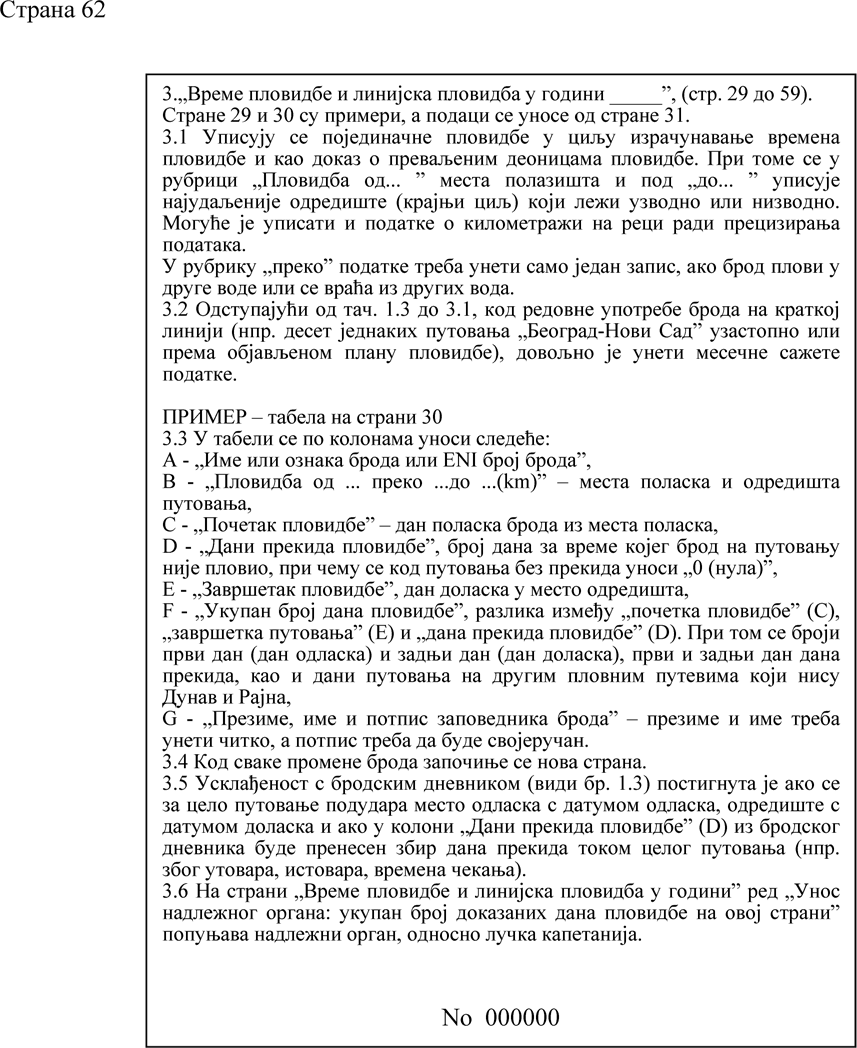 Страна 62
3.„Време пловидбе и линијска пловидба у години _____”, (стр. 29 до 59).
Стране 29 и 30 су примери, а подаци се уносе од стране 31.
3.1 Уписују се појединачне пловидбе у циљу израчунавање времена
пловидбе и као доказ о преваљеним деоницама пловидбе. При томе се у
рубрици „Пловидба од... ” места полазишта и под „до... ” уписује
најудаљеније одредиште (крајњи циљ) који лежи узводно или низводно.
Могуће је уписати и податке о километражи на реци ради прецизирања
података.
У рубрику „преко” податке треба унети само један запис, ако брод плови у
друге воде или се враћа из других вода.
3.2 Одступајући од тач. 1.3 до 3.1, код редовне употребе брода на краткој
линији (нпр. десет једнаких путовања „Београд-Нови Сад” узастопно или
према објављеном плану пловидбе), довољно је унети месечне сажете
податке.
ПРИМЕР – табела на страни 30
3.3 У табели се по колонама уноси следеће:
A - „Име или ознака брода или ENI број брода”,
B - „Пловидба од ... преко ...до ...(km)” – места поласка и одредишта
путовања,
C - „Почетак пловидбе” – дан поласка брода из места поласка,
D - „Дани прекида пловидбе”, број дана за време којег брод на путовању
није пловио, при чему се код путовања без прекида уноси „0 (нула)”,
E - „Завршетак пловидбе”, дан доласка у место одредишта,
F - „Укупан број дана пловидбе”, разлика између „почетка пловидбе” (C),
„завршетка путовања” (E) и „дана прекида пловидбе” (D). При том се броји
први дан (дан одласка) и задњи дан (дан доласка), први и задњи дан дана
прекида, као и дани путовања на другим пловним путевима који нису
Дунав и Рајна,
G - „Презиме, име и потпис заповедника брода” – презиме и име треба
унети читко, а потпис треба да буде својеручан.
3.4 Код сваке промене брода започиње се нова страна.
3.5 Усклађеност с бродским дневником (види бр. 1.3) постигнута је ако се
за цело путовање подудара место одласка с датумом одласка, одредиште с
датумом доласка и ако у колони „Дани прекида пловидбе” (D) из бродског
дневника буде пренесен збир дана прекида током целог путовања (нпр.
због утовара, истовара, времена чекања).
3.6 На страни „Време пловидбе и линијска пловидба у години” ред „Унос
надлежног органа: укупан број доказаних дана пловидбе на овој страни”
попуњава надлежни орган, односно лучка капетанија.
No 000000